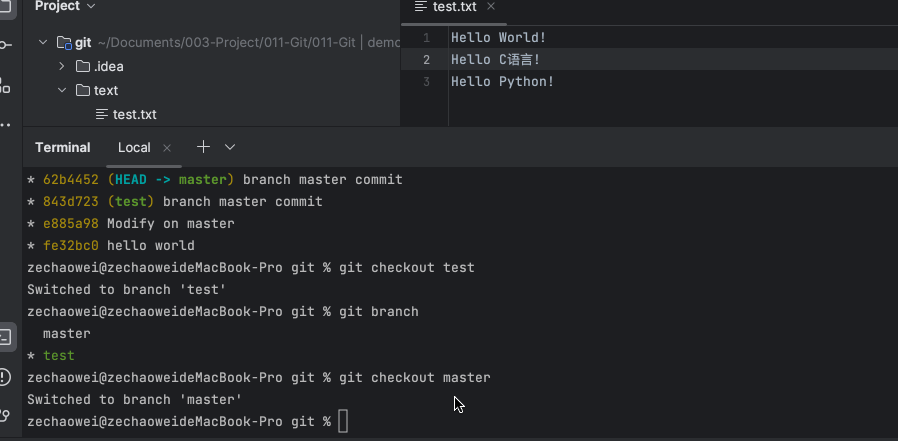 Project
test.txt
git ~/Documents/003-Project/011-Git/011-Git | demo
.idea
text
test.txt
1 Hello World!
2 Hello C语言!
3 Hello Python!
Terminal Local
* 62b4452 (HEAD -> master) branch master commit
* 843d723 (test) branch master commit
* e885a98 Modify on master
* fe32bc0 hello world
zechaowei@zechaoweideMacBook-Pro git % git checkout test
Switched to branch 'test'
zechaowei@zechaoweideMacBook-Pro git % git branch
master
* test
zechaowei@zechaoweideMacBook-Pro git % git checkout master
Switched to branch 'master'
zechaowei@zechaoweideMacBook-Pro git %